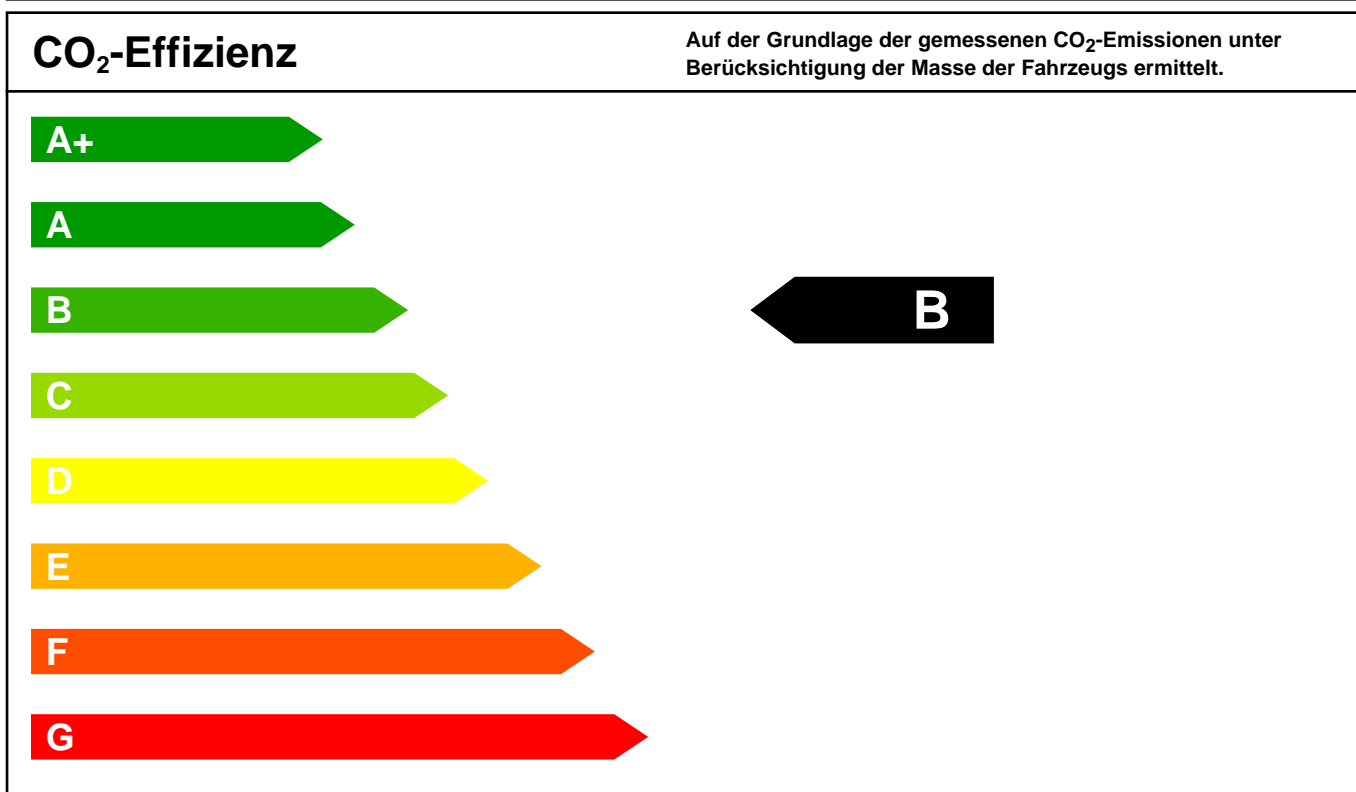 CO₂-Effizienz
Auf der Grundlage der gemessenen CO₂-Emissionen unter
Berücksichtigung der Masse der Fahrzeugs ermittelt.
A+
A
B
B
C
D
E
F
G